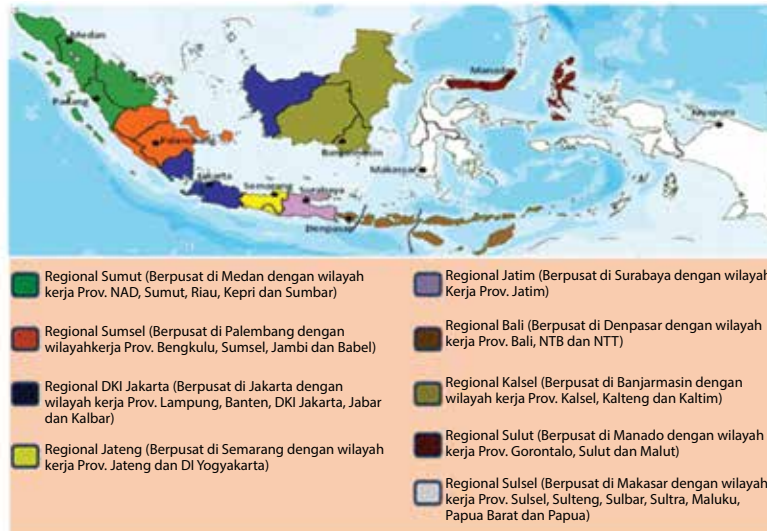 Medan
Padang
Palembang
Jakarta
Semarang
Surabaya
Denpasar
Banjarmasin
Makassar
Manado
Jayapura
Regional Sumut (Berpusat di Medan dengan wilayah
kerja Prov. NAD, Sumut, Riau, Kepri dan Sumbar)
Regional Sumsel (Berpusat di Palembang dengan
wilayahkerja Prov. Bengkulu, Sumsel, Jambi dan Babel)
Regional DKI Jakarta (Berpusat di Jakarta dengan
wilayah kerja Prov. Lampung, Banten, DKI Jakarta, Jabar
dan Kalbar)
Regional Jateng (Berpusat di Semarang dengan wilayah
kerja Prov. Jateng dan DI Yogyakarta)
Regional Jatim (Berpusat di Surabaya dengan wilayah
Kerja Prov. Jatim)
Regional Bali (Berpusat di Denpasar dengan wilayah
kerja Prov. Bali, NTB dan NTT)
Regional Kalsel (Berpusat di Banjarmasin dengan
wilayah kerja Prov. Kalsel, Kalteng dan Kaltim)
Regional Sulut (Berpusat di Manado dengan wilayah
kerja Prov. Gorontalo, Sulut dan Malut)
Regional Sulsel (Berpusat di Makasar dengan wilayah
kerja Prov. Sulsel, Sulteng, Sulbar, Sultra, Maluku,
Papua Barat dan Papua)